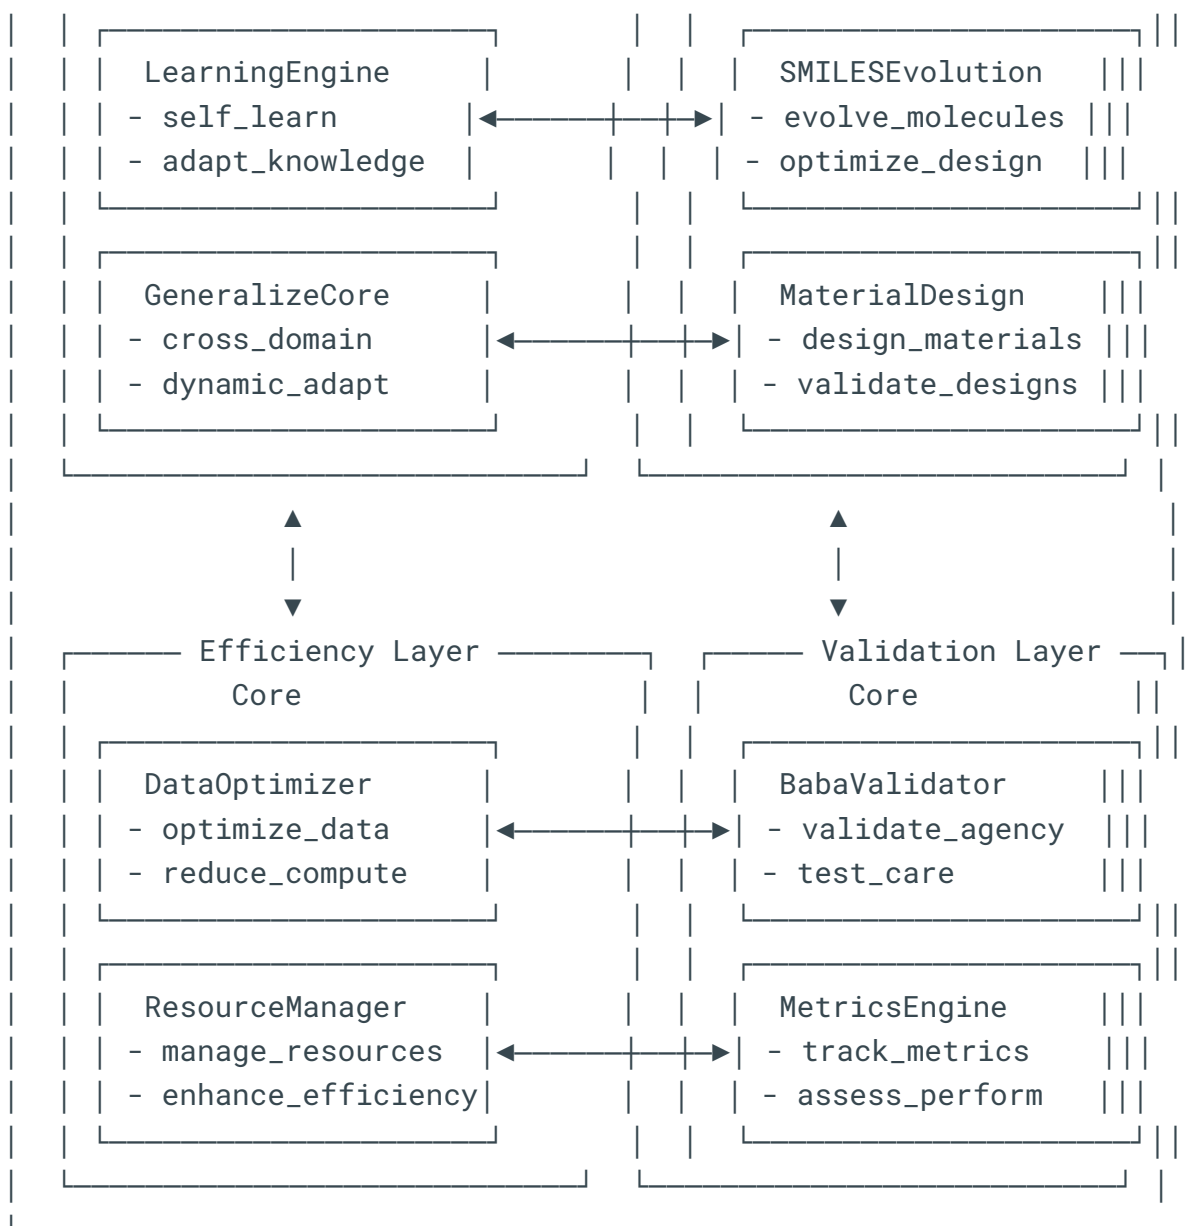 LearningEngine SMILESEvolution
- self_learn - evolve_molecules
- adapt_knowledge - optimize_design
GeneralizeCore MaterialDesign
- cross_domain - design_materials
- dynamic_adapt - validate_designs
Efficiency Layer Validation Layer
Core Core
DataOptimizer BabaValidator
- optimize_data - validate_agency
- reduce_compute - test_care
ResourceManager MetricsEngine
- manage_resources - track_metrics
- enhance_efficiency - assess_perform